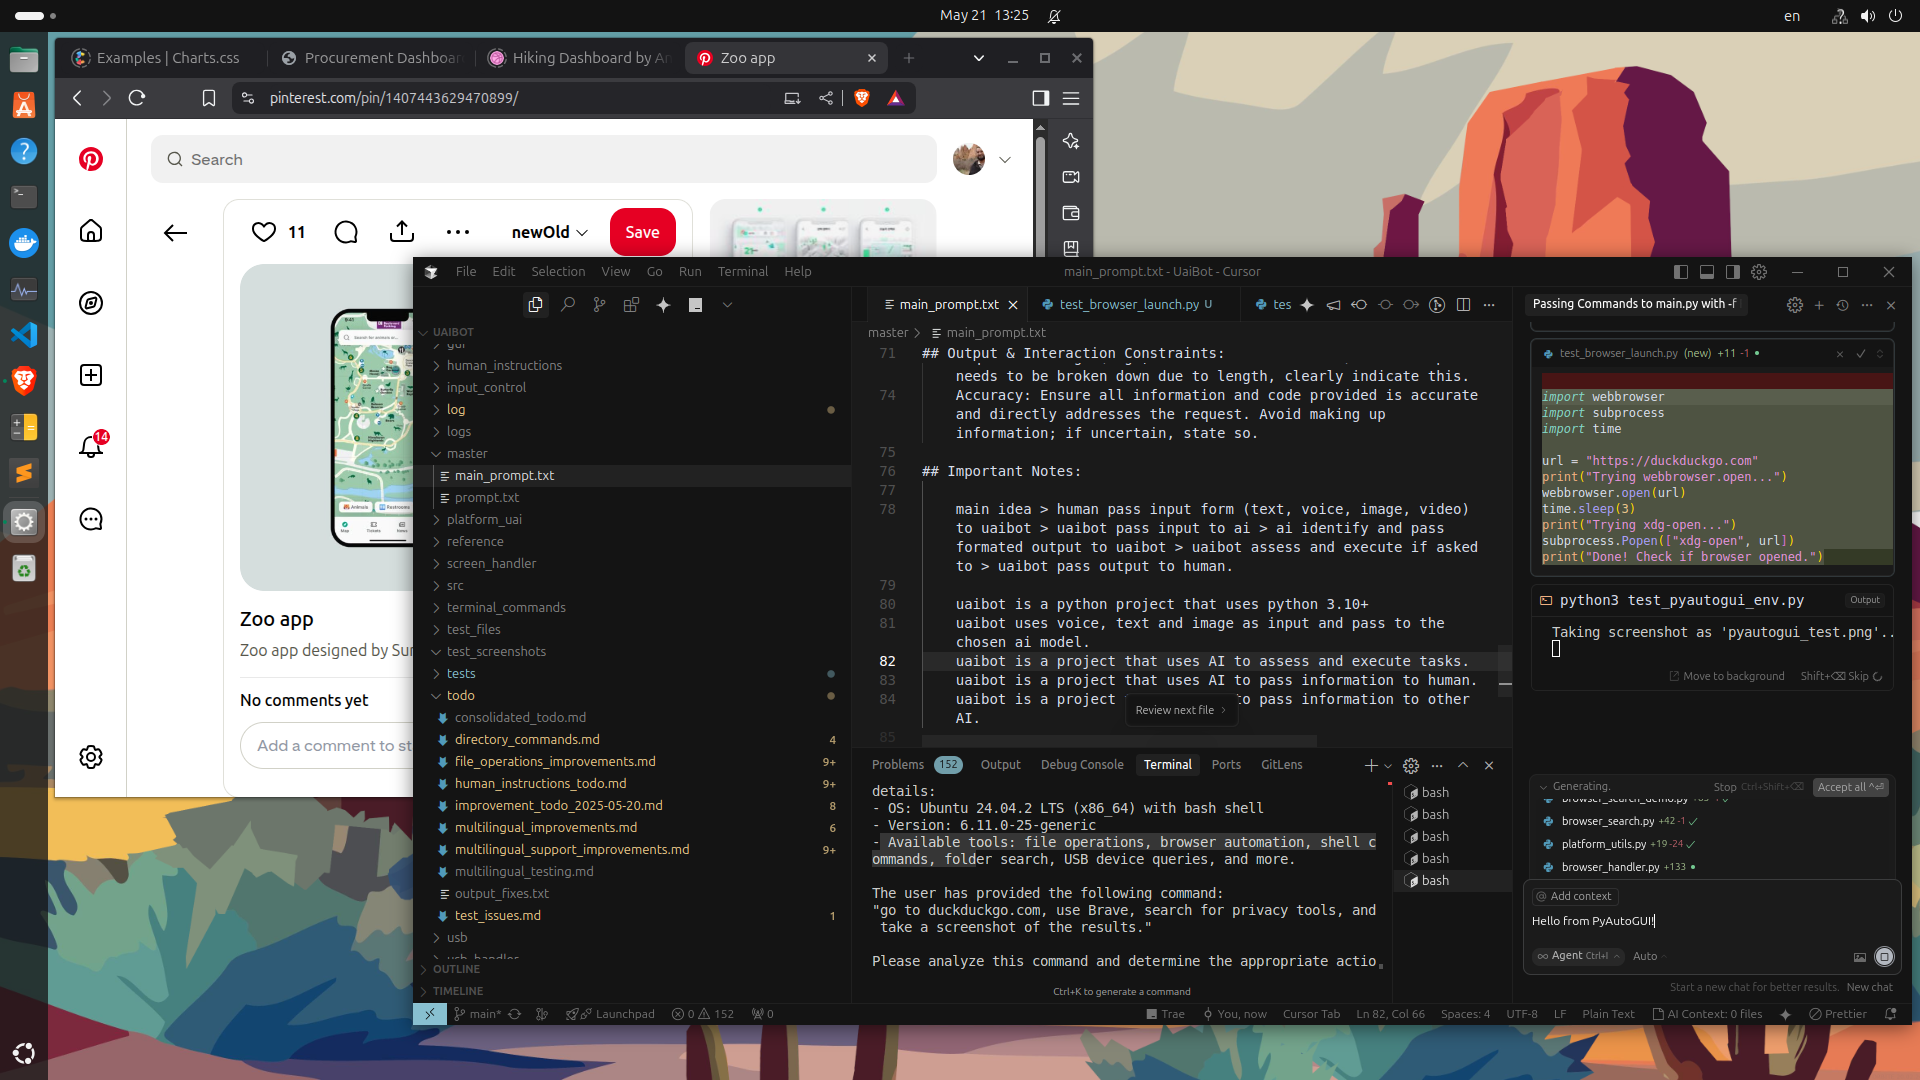 May 21 13:25
en
Examples | Charts.css
Procurement Dashboar
Hiking Dashboard by An
Zoo app
pinterest.com/pin/1407443629470899/
Search
11
newOld
Save
14
Zoo app
Zoo app designed by Sur
No comments yet
Add a comment to st
File Edit Selection View Go Run Terminal Help
main_prompt.txt - UaiBot - Cursor
UAIBOT
gui
human_instructions
input_control
log
logs
master
main_prompt.txt
prompt.txt
platform_uai
reference
screen_handler
src
terminal_commands
test_files
test_screenshots
tests
todo
consolidated_todo.md
directory_commands.md 4
file_operations_improvements.md 9+
human_instructions_todo.md 9+
improvement_todo_2025-05-20.md 8
multilingual_improvements.md 6
multilingual_support_improvements.md 9+
multilingual_testing.md
output_fixes.txt
test_issues.md 1
usb
usb_handler
OUTLINE
TIMELINE
main_prompt.txt
test_browser_launch.py U
tes
master > main_prompt.txt
71 ## Output & Interaction Constraints:
needs to be broken down due to length, clearly indicate this.
74 Accuracy: Ensure all information and code provided is accurate
and directly addresses the request. Avoid making up
information; if uncertain, state so.
75
76 ## Important Notes:
77
78 main idea > human pass input form (text, voice, image, video)
to uaibot > uaibot pass input to ai > ai identify and pass
formated output to uaibot > uaibot assess and execute if asked
to > uaibot pass output to human.
79
80 uaibot is a python project that uses python 3.10+
81 uaibot uses voice, text and image as input and pass to the
chosen ai model.
82 uaibot is a project that uses AI to assess and execute tasks.
83 uaibot is a project that uses AI to pass information to human.
84 uaibot is a project to pass information to other
AI.
85
Review next file >
Problems 152 Output Debug Console Terminal Ports GitLens
details:
- OS: Ubuntu 24.04.2 LTS (x86_64) with bash shell
- Version: 6.11.0-25-generic
- Available tools: file operations, browser automation, shell c
ommands, folder search, USB device queries, and more.
The user has provided the following command:
"go to duckduckgo.com, use Brave, search for privacy tools, and
take a screenshot of the results."
Please analyze this command and determine the appropriate actio
Ctrl+K to generate a command
bash
bash
bash
bash
bash
Passing Commands to main.py with -f
test_browser_launch.py (new) +11 -1
import webbrowser
import subprocess
import time
url = "https://duckduckgo.com"
print("Trying webbrowser.open...")
webbrowser.open(url)
time.sleep(3)
print("Trying xdg-open...")
subprocess.Popen(["xdg-open", url])
print("Done! Check if browser opened.")
python3 test_pyautogui_env.py
Output
Taking screenshot as 'pyautogui_test.png'..
Move to background Shift+⌫ Skip
Generating. Stop Ctrl+Shift+⌫ Accept all ^⏎
browser_search_demo.py
browser_search.py +42 -1
platform_utils.py +19 -24
browser_handler.py +133
@ Add context
Hello from PyAutoGUI!
Agent Ctrl+I Auto
Start a new chat for better results. New chat
main* Launchpad 0 152 0
Trae You, now Cursor Tab Ln 82, Col 66 Spaces: 4 UTF-8 LF Plain Text AI Context: 0 files Prettier